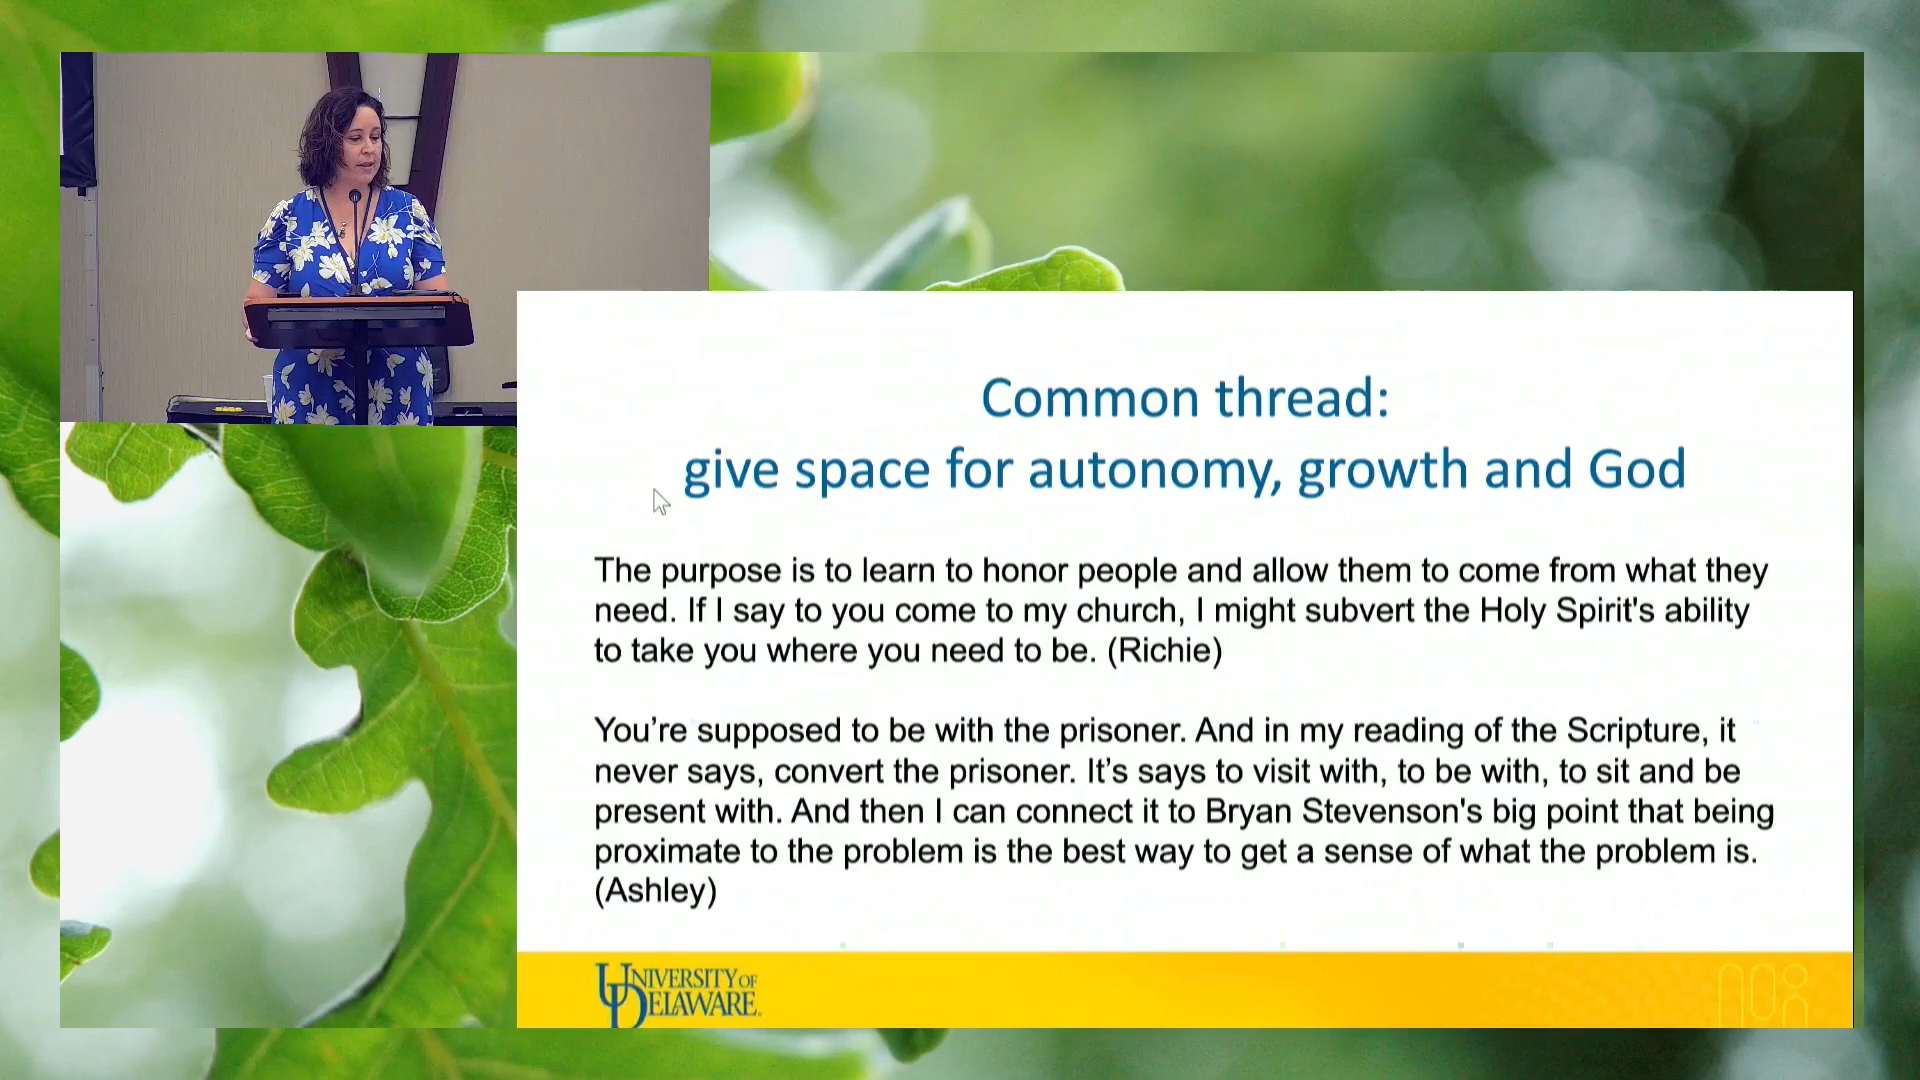 Common thread:
give space for autonomy, growth and God
The purpose is to learn to honor people and allow them to come from what they
need. If I say to you come to my church, I might subvert the Holy Spirit's ability
to take you where you need to be. (Richie)
You’re supposed to be with the prisoner. And in my reading of the Scripture, it
never says, convert the prisoner. It’s says to visit with, to be with, to sit and be
present with. And then I can connect it to Bryan Stevenson's big point that being
proximate to the problem is the best way to get a sense of what the problem is.
(Ashley)
UNIVERSITY OF
DELAWARE.